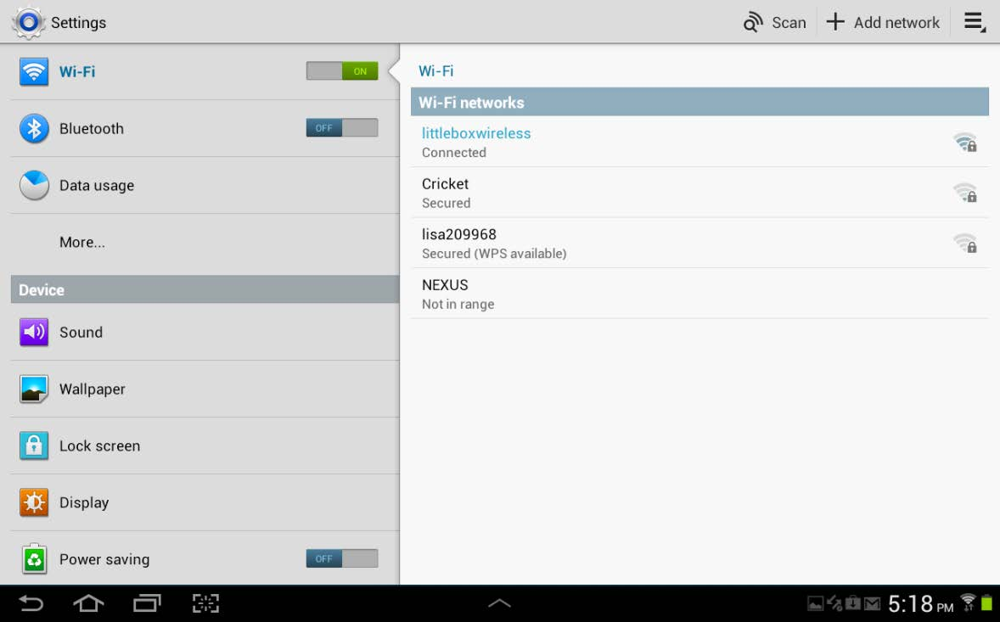 Settings
Scan
Add network
Wi-Fi
ON
Bluetooth
OFF
Data usage
More...
Device
Sound
Wallpaper
Lock screen
Display
Power saving
OFF
Wi-Fi
Wi-Fi networks
littleboxwireless
Connected
Cricket
Secured
lisa209968
Secured (WPS available)
NEXUS
Not in range
5:18 PM